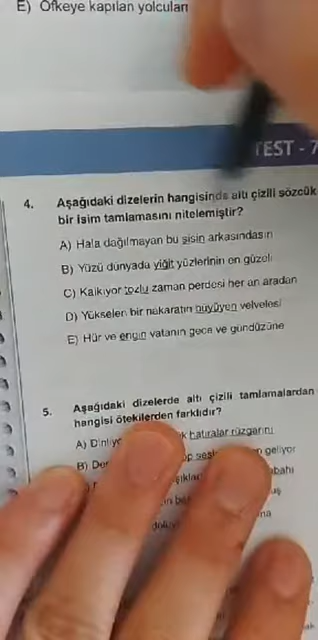 E) Öfkeye kapılan yolcuları
TEST - 7
4. Aşağıdaki dizelerin hangisinde altı çizili sözcük
bir isim tamlamasını nitelemiştir?
A) Hala dağılmayan bu sisin arkasındasın
B) Yüzü dünyada yiğit yüzlerinin en güzeli
C) Kalkıyor tozlu zaman perdesi her an aradan
D) Yükselen bir nakaratın büyüyen velvelesi
E) Hür ve engin vatanın gece ve gündüzüne
5. Aşağıdaki dizelerde altı çizili tamlamalardan
hangisi ötekilerden farklıdır?
A) hatıralar rüzgarını
B) geliyor